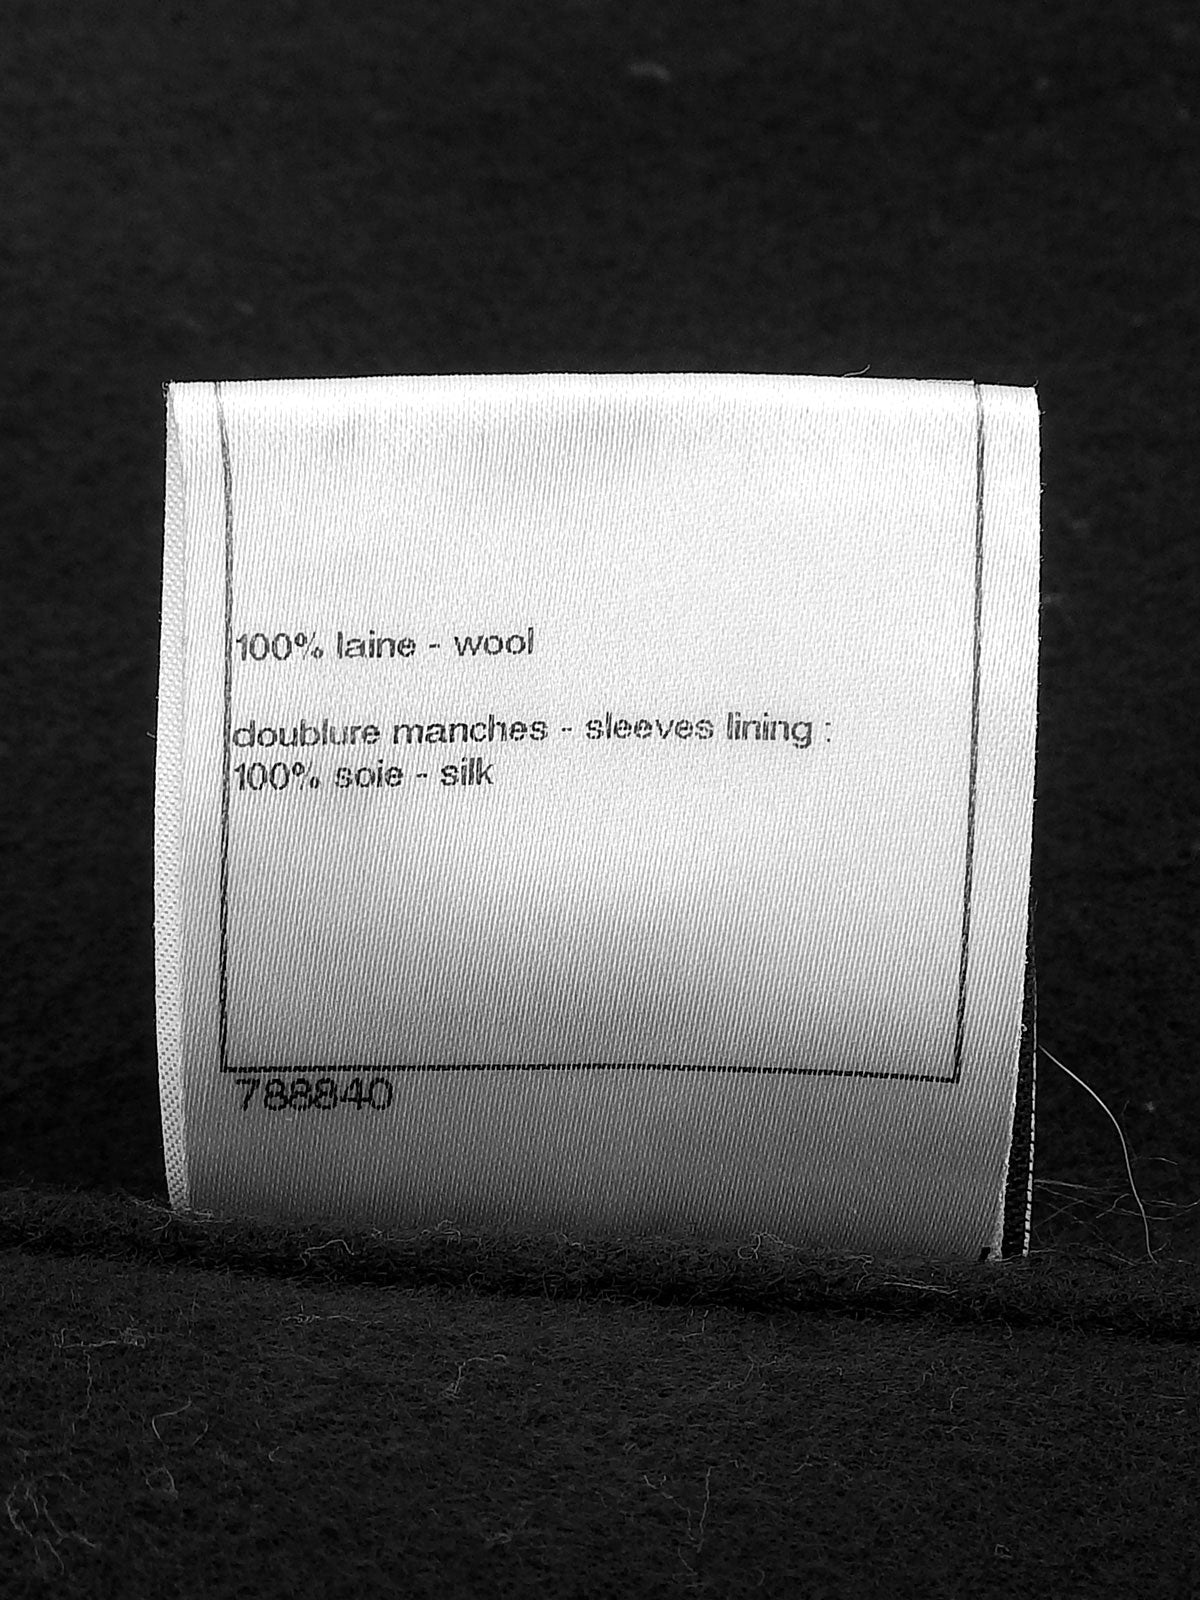 100% laine - wool
doublure manches - sleeves lining :
100% soie - silk
788840